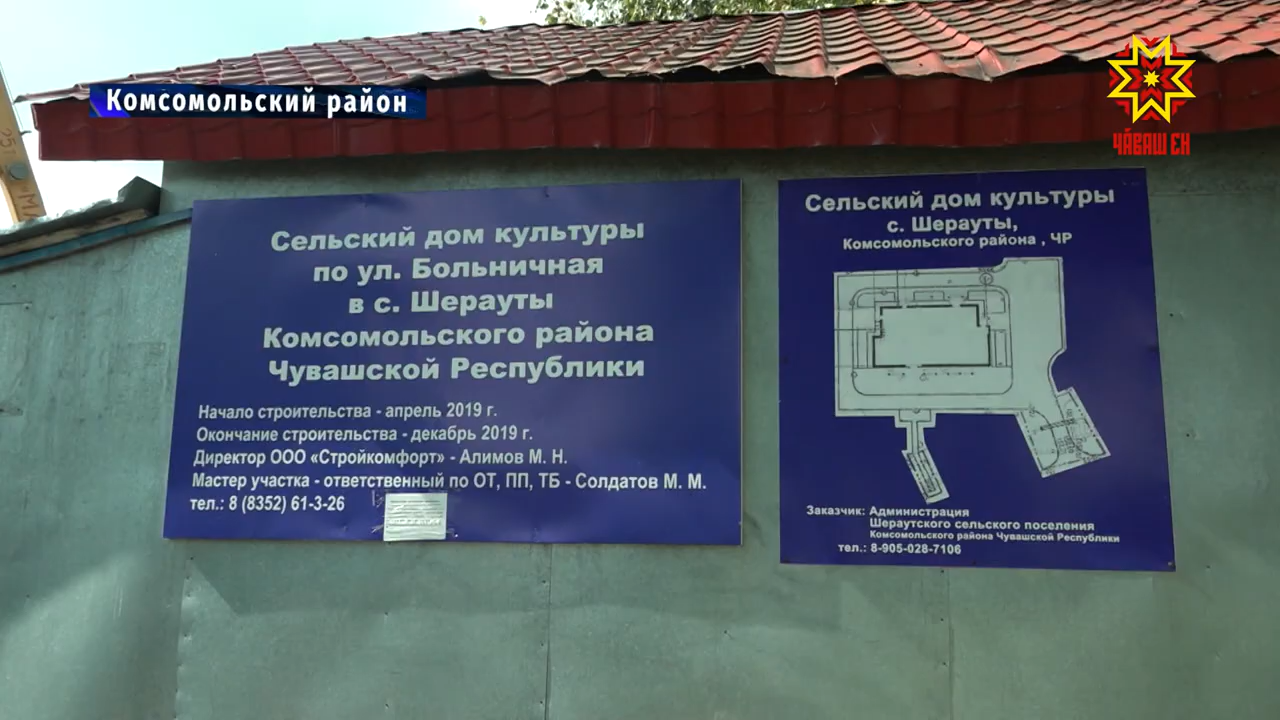 Комсомольский район
ЧӐВАШ ЕН
Сельский дом культуры
по ул. Больничная
в с. Шерауты
Комсомольского района
Чувашской Республики
Начало строительства - апрель 2019 г.
Окончание строительства - декабрь 2019 г.
Директор ООО «Стройкомфорт» - Алимов М. Н.
Мастер участка - ответственный по ОТ, ПП, ТБ - Солдатов М. М.
тел.: 8 (8352) 61-3-26
Сельский дом культуры
с. Шерауты,
Комсомольского района , ЧР
Заказчик: Администрация
Шераутского сельского поселения
Комсомольского района Чувашской Республики
тел.: 8-905-028-7106